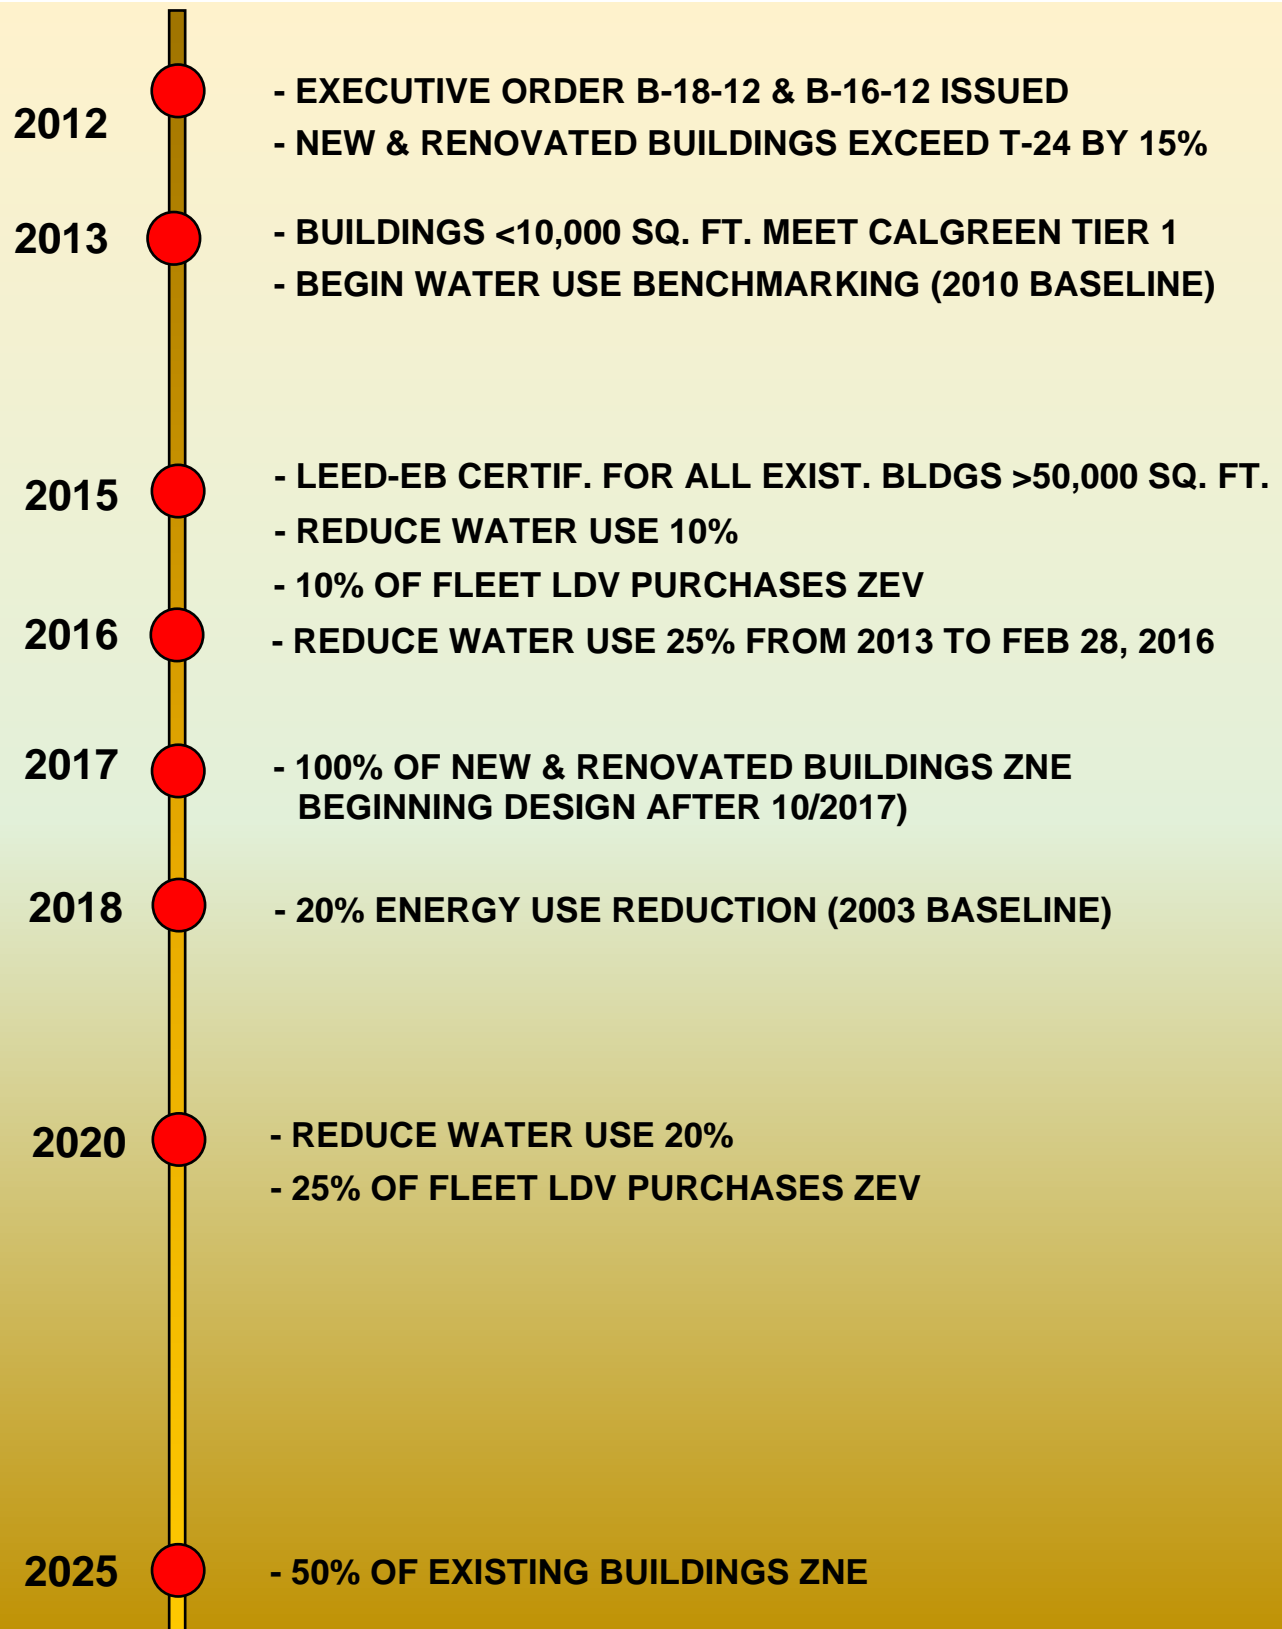 2012
- EXECUTIVE ORDER B-18-12 & B-16-12 ISSUED
- NEW & RENOVATED BUILDINGS EXCEED T-24 BY 15%
2013
- BUILDINGS <10,000 SQ. FT. MEET CALGREEN TIER 1
- BEGIN WATER USE BENCHMARKING (2010 BASELINE)
2015
- LEED-EB CERTIF. FOR ALL EXIST. BLDGS >50,000 SQ. FT.
- REDUCE WATER USE 10%
- 10% OF FLEET LDV PURCHASES ZEV
2016
- REDUCE WATER USE 25% FROM 2013 TO FEB 28, 2016
2017
- 100% OF NEW & RENOVATED BUILDINGS ZNE
BEGINNING DESIGN AFTER 10/2017)
2018
- 20% ENERGY USE REDUCTION (2003 BASELINE)
2020
- REDUCE WATER USE 20%
- 25% OF FLEET LDV PURCHASES ZEV
2025
- 50% OF EXISTING BUILDINGS ZNE